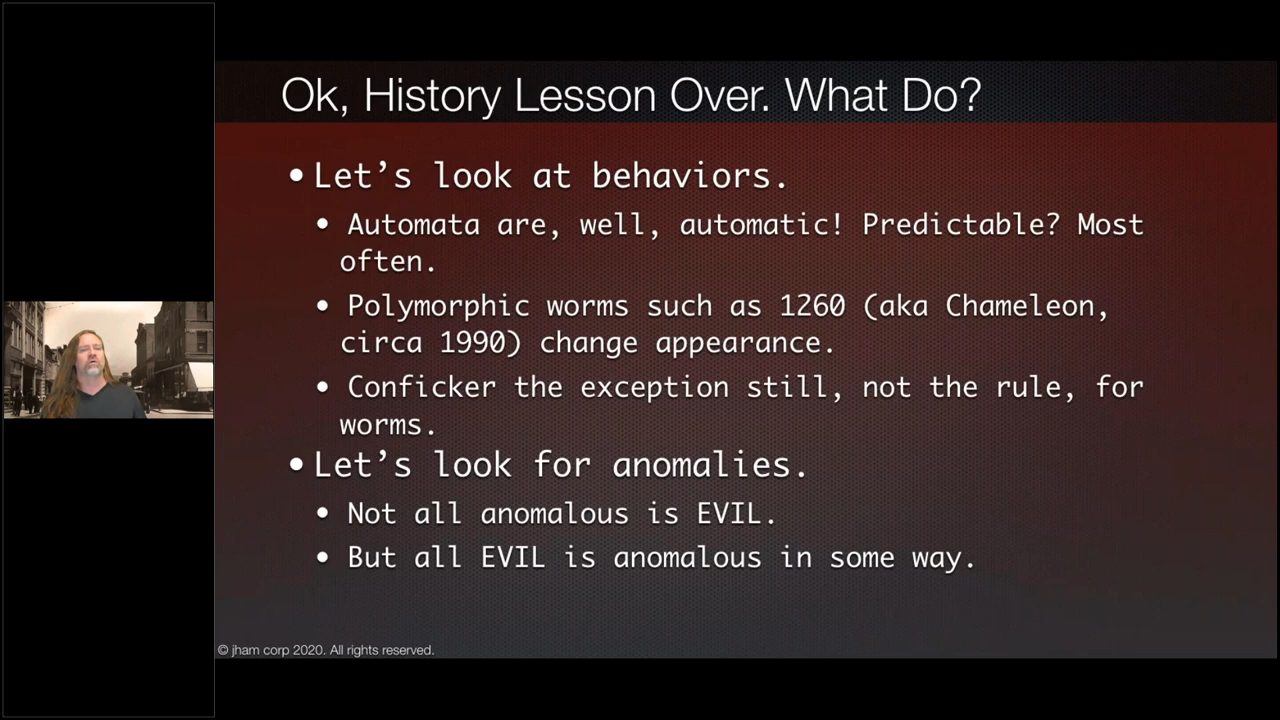 Ok, History Lesson Over. What Do?
• Let’s look at behaviors.
• Automata are, well, automatic! Predictable? Most
often.
• Polymorphic worms such as 1260 (aka Chameleon,
circa 1990) change appearance.
• Conficker the exception still, not the rule, for
worms.
• Let’s look for anomalies.
• Not all anomalous is EVIL.
• But all EVIL is anomalous in some way.
© jham corp 2020. All rights reserved.